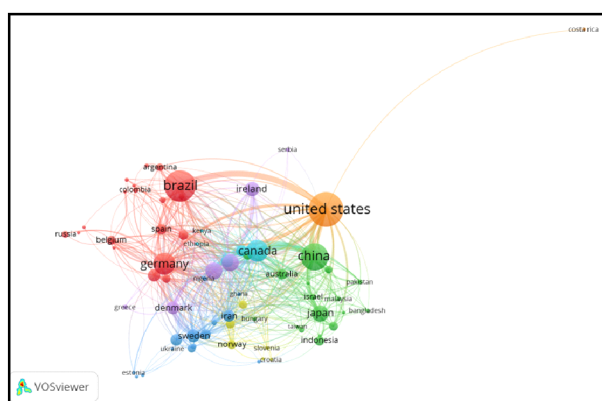 costa rica
serbia
argentina
brazil
colombia
ireland
united states
russia
spain
kenya
belgium
ethiopia
canada
china
germany
nigeria
australia
pakistan
ghana
israel
malaysia
greece
denmark
iran
hungary
japan
bangladesh
taiwan
sweden
norway
indonesia
ukraine
slovenia
croatia
estonia
VOSviewer